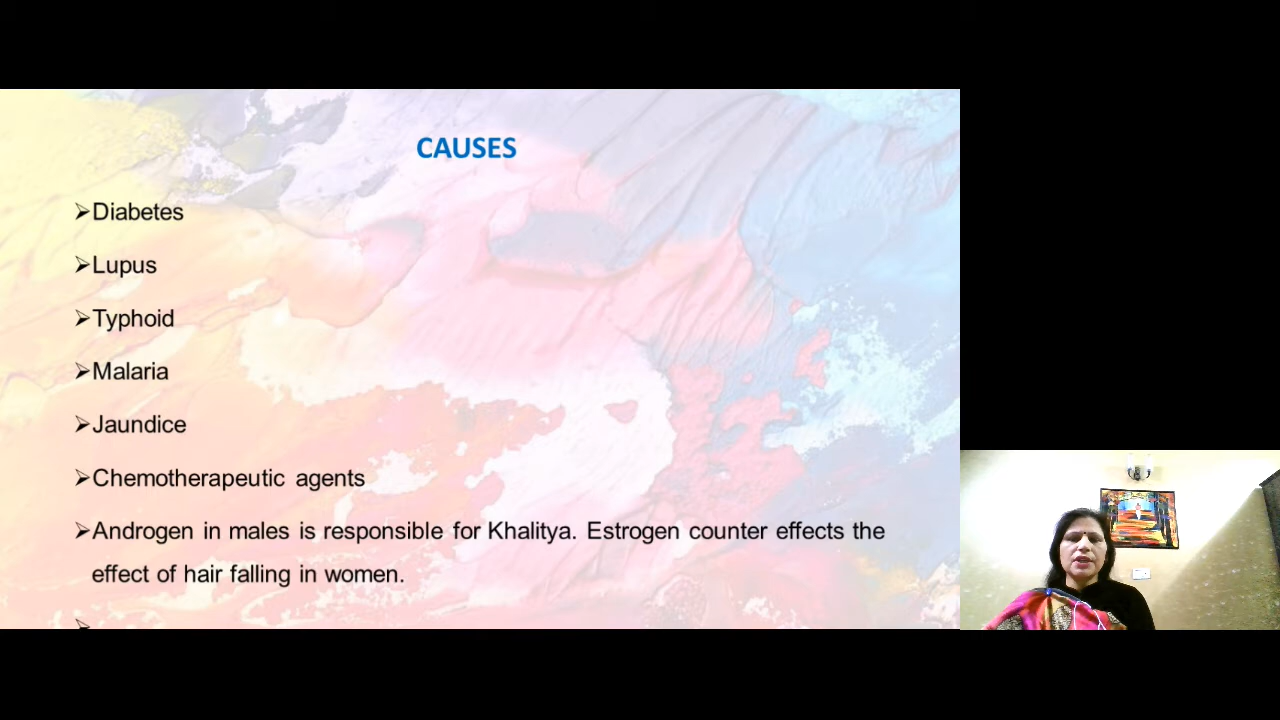 CAUSES
➢Diabetes
➢Lupus
➢Typhoid
➢Malaria
➢Jaundice
➢Chemotherapeutic agents
➢Androgen in males is responsible for Khalitya. Estrogen counter effects the
effect of hair falling in women.